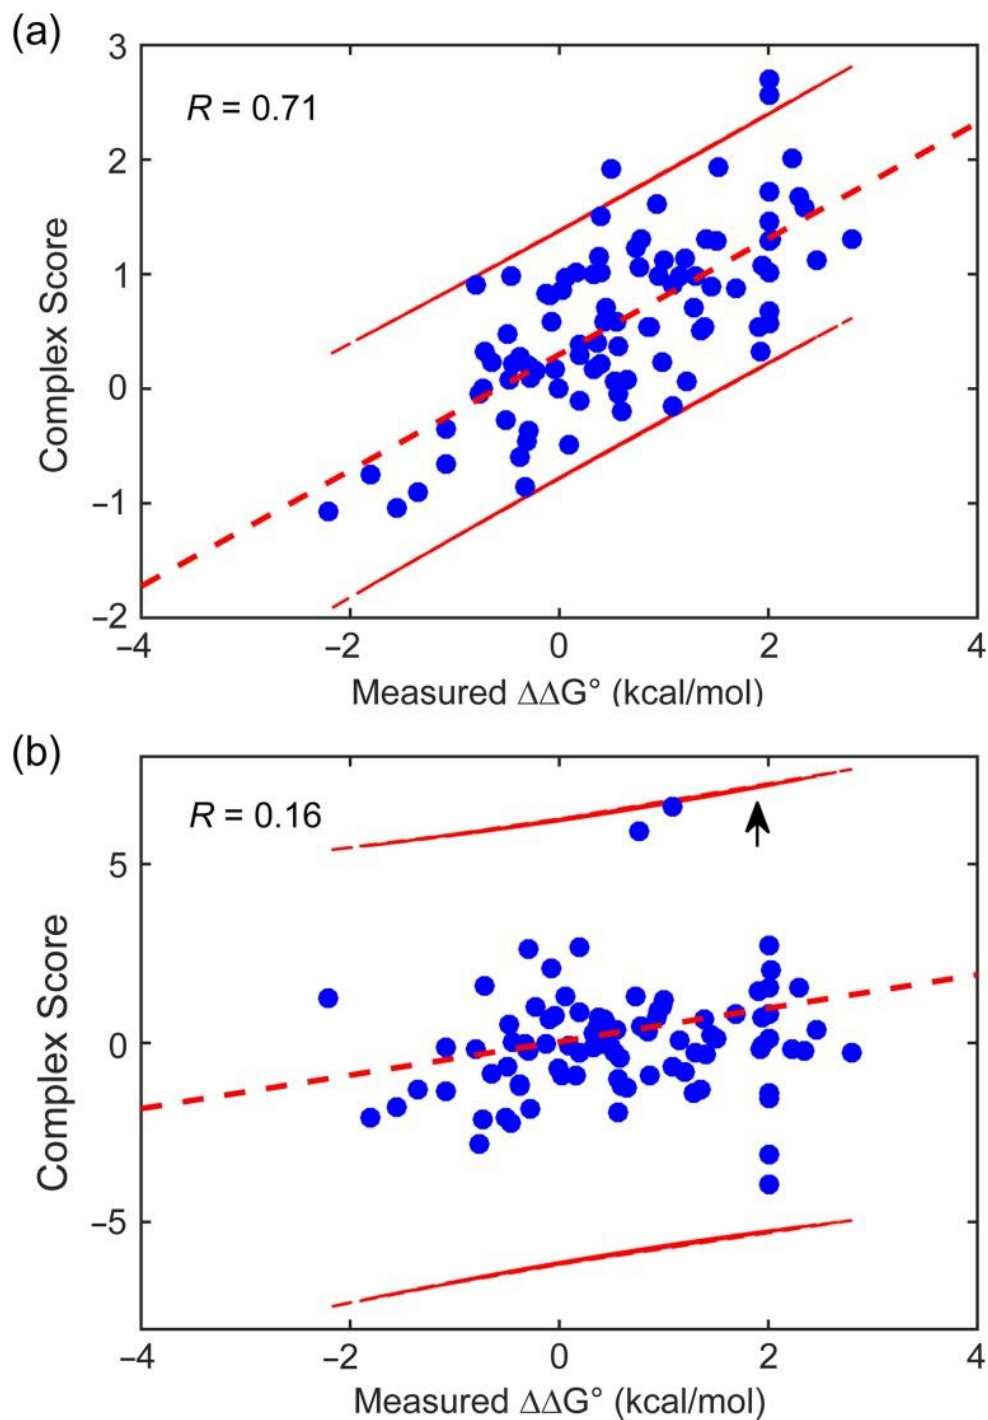 (a)
3
2
1
0
−1
−2
R = 0.71
Complex Score
−4
−2
0
2
4
Measured ΔΔG° (kcal/mol)
(b)
5
0
−5
R = 0.16
Complex Score
−4
−2
0
2
4
Measured ΔΔG° (kcal/mol)